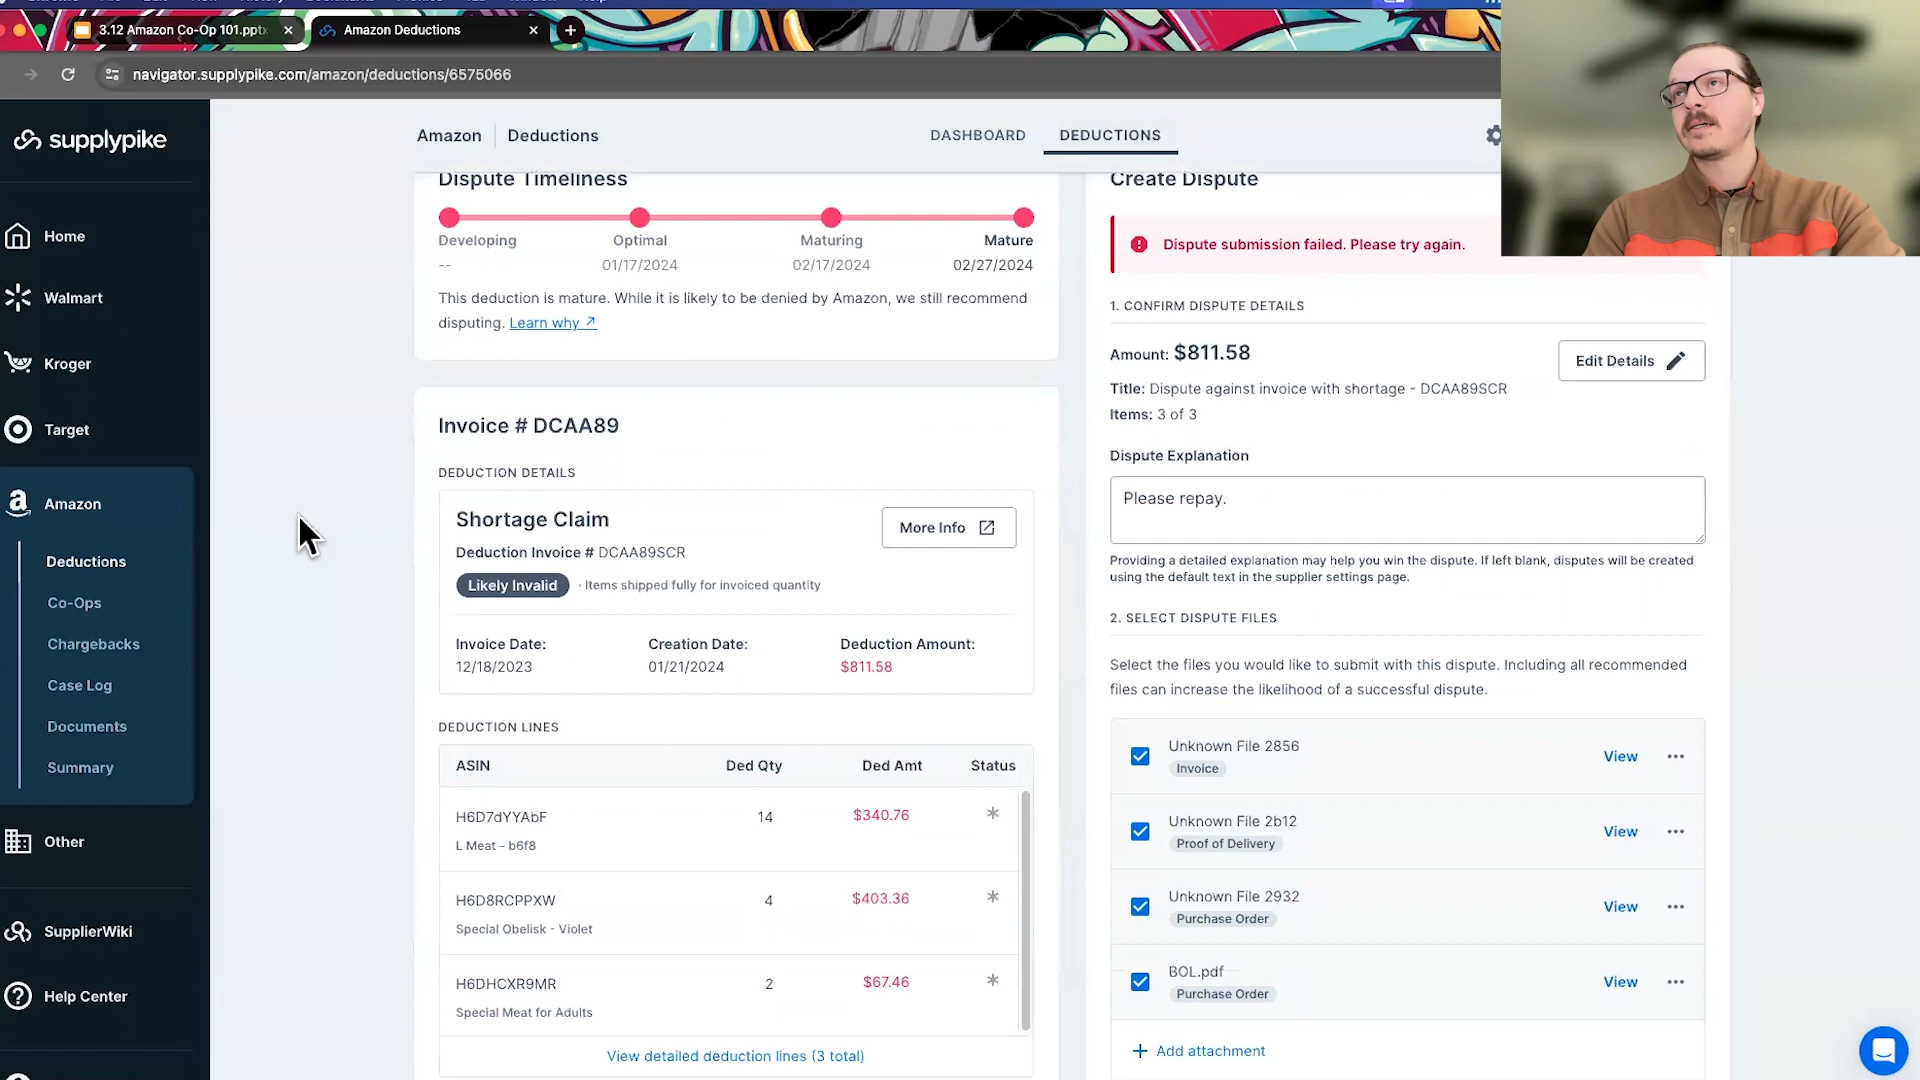 3.12 Amazon Co-Op 101.pptx
Amazon Deductions
navigator.supplypike.com/amazon/deductions/6575066
supplypike
Home
Walmart
Kroger
Target
Amazon
Deductions
Co-Ops
Chargebacks
Case Log
Documents
Summary
Other
SupplierWiki
Help Center
Amazon
Deductions
DASHBOARD
DEDUCTIONS
Dispute Timeliness
Developing
Optimal
Maturing
Mature
--
01/17/2024
02/17/2024
02/27/2024
This deduction is mature. While it is likely to be denied by Amazon, we still recommend
disputing. Learn why
Invoice # DCAA89
DEDUCTION DETAILS
Shortage Claim
More Info
Deduction Invoice # DCAA89SCR
Likely Invalid · Items shipped fully for invoiced quantity
Invoice Date:
Creation Date:
Deduction Amount:
12/18/2023
01/21/2024
$811.58
DEDUCTION LINES
ASIN
Ded Qty
Ded Amt
Status
H6D7dYYAbF
14
$340.76
*
L Meat - b6f8
H6D8RCPPXW
4
$403.36
*
Special Obelisk - Violet
H6DHCXR9MR
2
$67.46
*
Special Meat for Adults
View detailed deduction lines (3 total)
Create Dispute
Dispute submission failed. Please try again.
1. CONFIRM DISPUTE DETAILS
Amount: $811.58
Edit Details
Title: Dispute against invoice with shortage - DCAA89SCR
Items: 3 of 3
Dispute Explanation
Please repay.
Providing a detailed explanation may help you win the dispute. If left blank, disputes will be created
using the default text in the supplier settings page.
2. SELECT DISPUTE FILES
Select the files you would like to submit with this dispute. Including all recommended
files can increase the likelihood of a successful dispute.
Unknown File 2856
Invoice
View
Unknown File 2b12
Proof of Delivery
View
Unknown File 2932
Purchase Order
View
BOL.pdf
Purchase Order
View
+ Add attachment